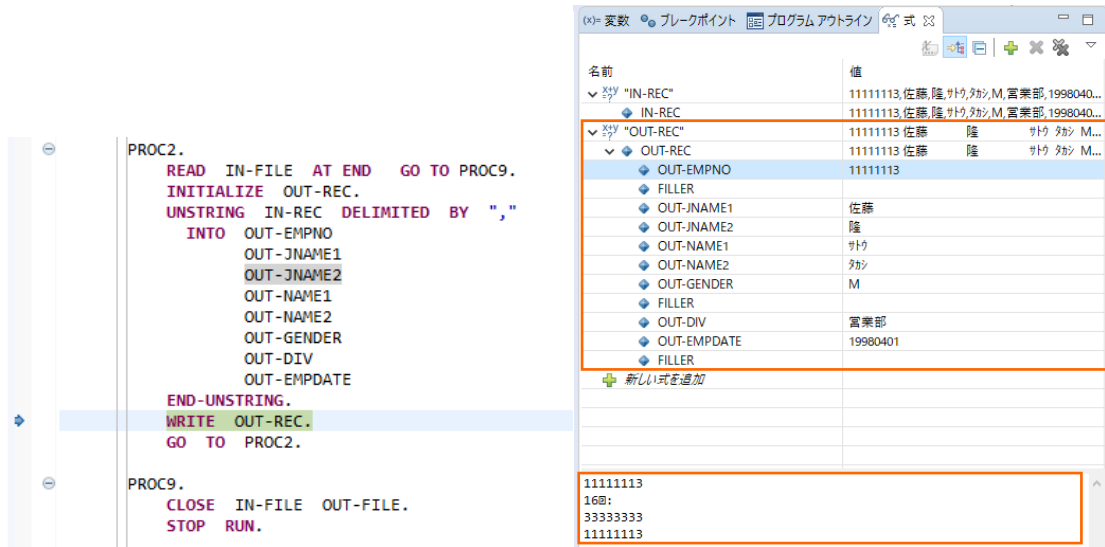 PROC2.
READ IN-FILE AT END GO TO PROC9.
INITIALIZE OUT-REC.
UNSTRING IN-REC DELIMITED BY ","
INTO OUT-EMPNO
OUT-JNAME1
OUT-JNAME2
OUT-NAME1
OUT-NAME2
OUT-GENDER
OUT-DIV
OUT-EMPDATE
END-UNSTRING.
WRITE OUT-REC.
GO TO PROC2.
PROC9.
CLOSE IN-FILE OUT-FILE.
STOP RUN.
(x)= 変数 ブレークポイント プログラム アウトライン 式
名前 値
"IN-REC" 11111113,佐藤,隆,ｻﾄｳ,ﾀｶｼ,M,営業部,1998040...
IN-REC 11111113,佐藤,隆,ｻﾄｳ,ﾀｶｼ,M,営業部,1998040...
"OUT-REC" 11111113 佐藤 隆 ｻﾄｳ ﾀｶｼ M...
OUT-REC 11111113 佐藤 隆 ｻﾄｳ ﾀｶｼ M...
OUT-EMPNO 11111113
FILLER
OUT-JNAME1 佐藤
OUT-JNAME2 隆
OUT-NAME1 ｻﾄｳ
OUT-NAME2 ﾀｶｼ
OUT-GENDER M
FILLER
OUT-DIV 営業部
OUT-EMPDATE 19980401
FILLER
新しい式を追加
11111113
16進:
33333333
11111113